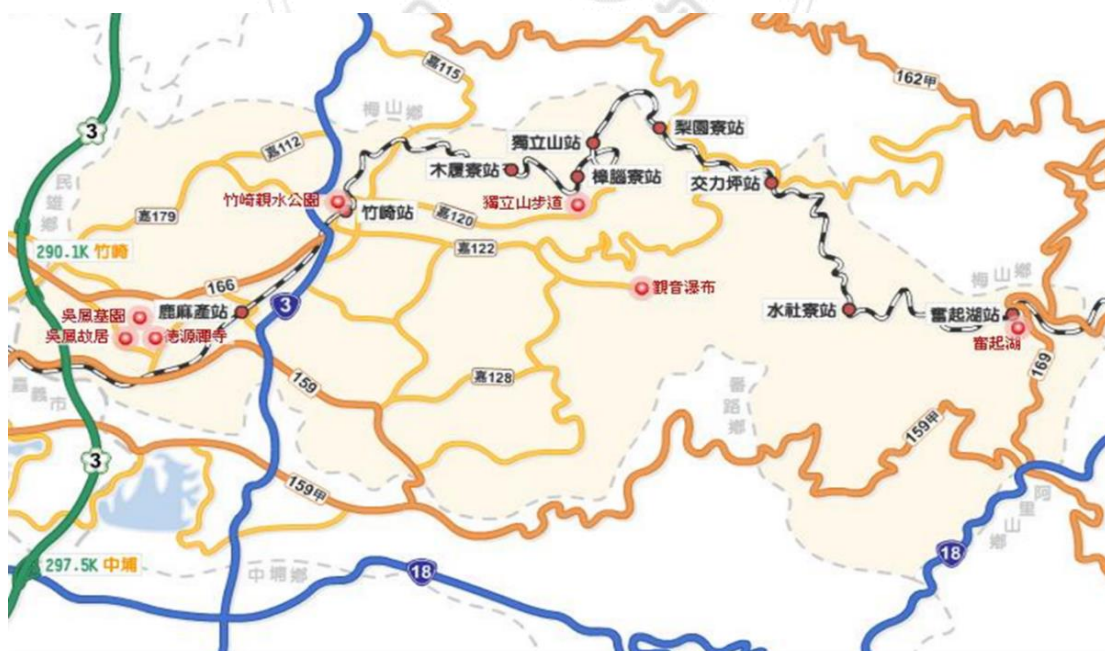 嘉115
162甲
梅山鄉
3
獨立山站
梨園寮站
嘉112
木履寮站
樟腦寮站
交力坪站
民雄鄉
竹崎親水公園
竹崎站
獨立山步道
嘉179
嘉120
290.1K 竹崎
嘉122
166
觀音瀑布
梅山鄉
3
吳鳳墓園
鹿麻產站
水社寮站
奮起湖站
吳鳳故居
德源禪寺
奮起湖
嘉義市
159
嘉128
番路鄉
169
159甲
3
159甲
阿里山鄉
297.5K 中埔
中埔鄉
18
18